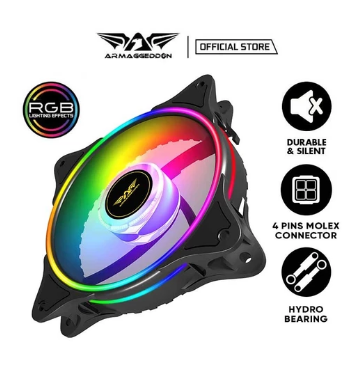 ARMAGGEDDON
OFFICIAL STORE
RGB
LIGHTING EFFECTS
DURABLE
& SILENT
4 PINS MOLEX
CONNECTOR
HYDRO
BEARING